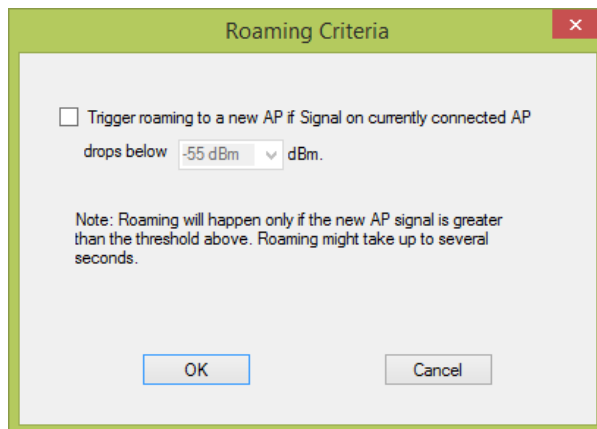 Roaming Criteria
Trigger roaming to a new AP if Signal on currently connected AP
drops below -55 dBm dBm.
Note: Roaming will happen only if the new AP signal is greater
than the threshold above. Roaming might take up to several
seconds.
OK Cancel